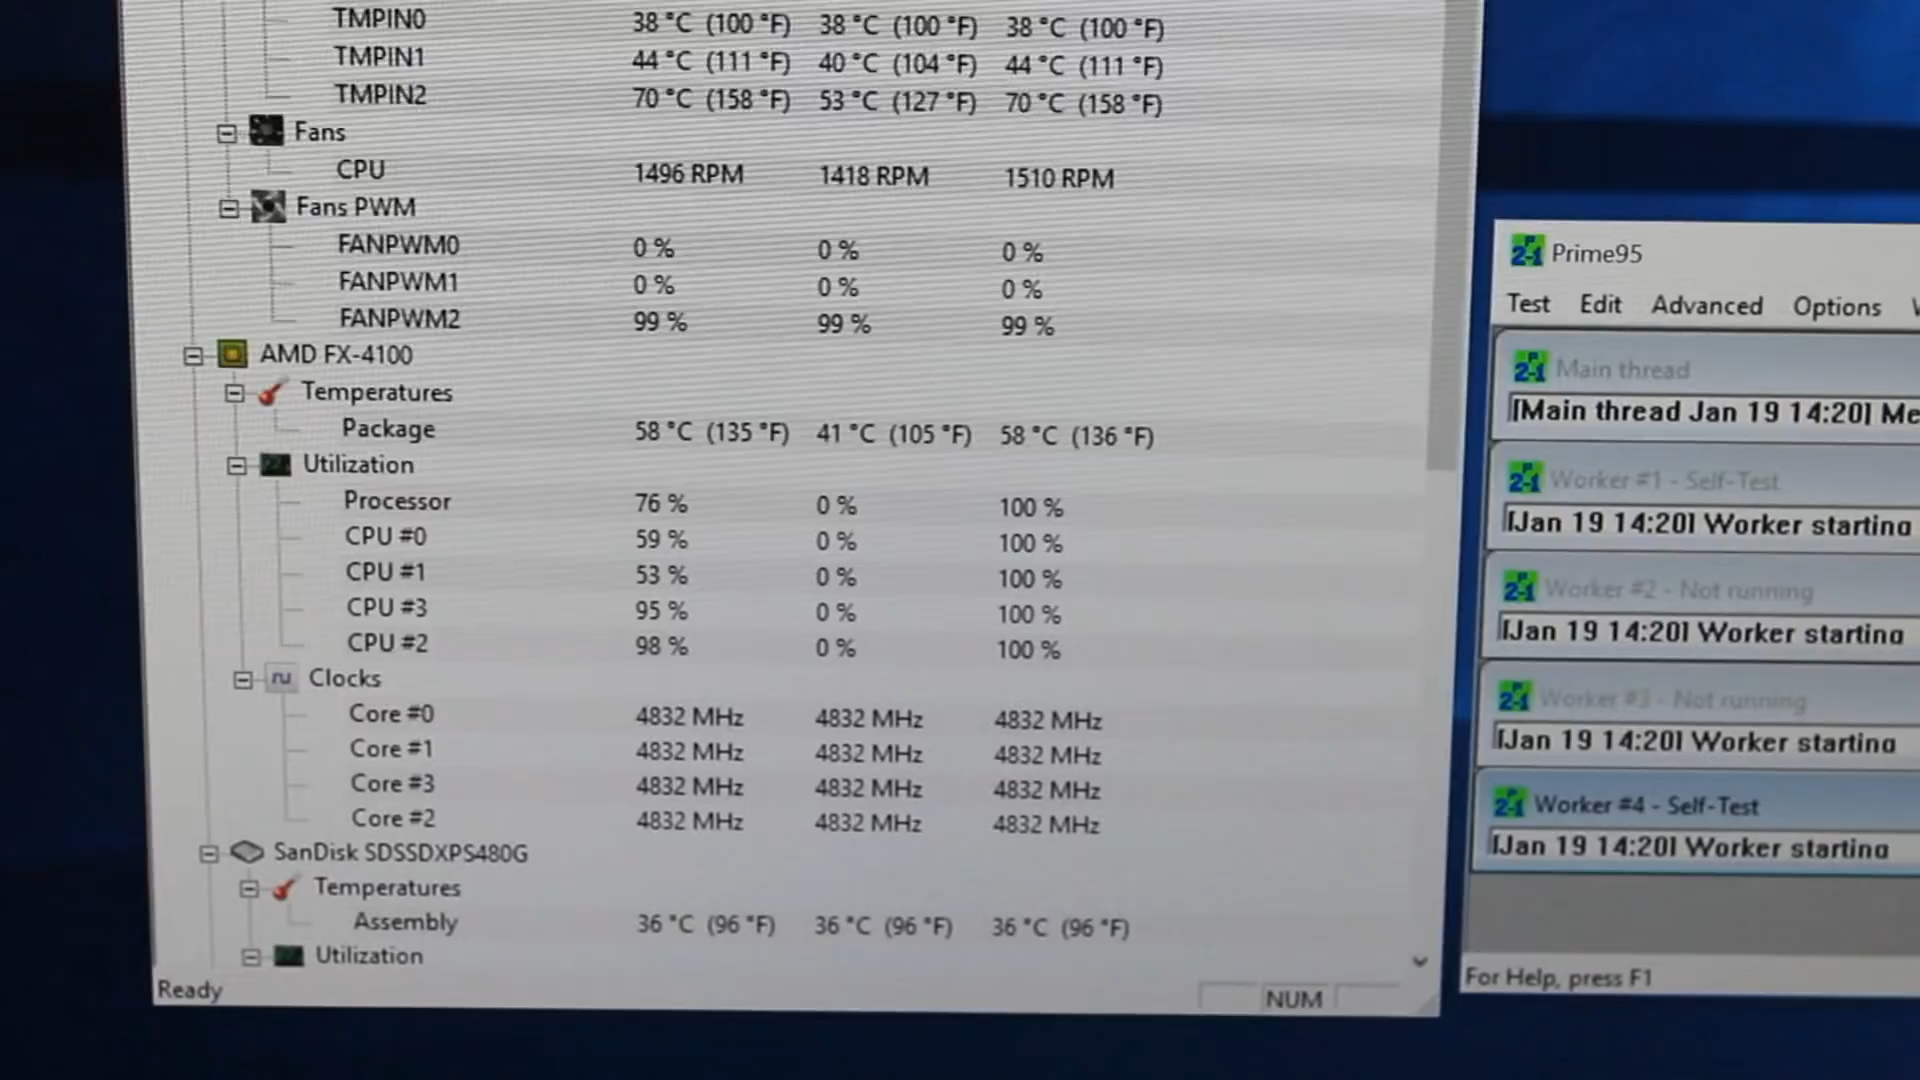 TMPIN0 38 °C (100 °F) 38 °C (100 °F) 38 °C (100 °F)
TMPIN1 44 °C (111 °F) 40 °C (104 °F) 44 °C (111 °F)
TMPIN2 70 °C (158 °F) 53 °C (127 °F) 70 °C (158 °F)
Fans
CPU 1496 RPM 1418 RPM 1510 RPM
Fans PWM
FANPWM0 0 % 0 % 0 %
FANPWM1 0 % 0 % 0 %
FANPWM2 99 % 99 % 99 %
AMD FX-4100
Temperatures
Package 58 °C (135 °F) 41 °C (105 °F) 58 °C (136 °F)
Utilization
Processor 76 % 0 % 100 %
CPU #0 59 % 0 % 100 %
CPU #1 53 % 0 % 100 %
CPU #3 95 % 0 % 100 %
CPU #2 98 % 0 % 100 %
Clocks
Core #0 4832 MHz 4832 MHz 4832 MHz
Core #1 4832 MHz 4832 MHz 4832 MHz
Core #3 4832 MHz 4832 MHz 4832 MHz
Core #2 4832 MHz 4832 MHz 4832 MHz
SanDisk SDSSDXPS480G
Temperatures
Assembly 36 °C (96 °F) 36 °C (96 °F) 36 °C (96 °F)
Utilization
Ready NUM
Prime95
Test Edit Advanced Options
Main thread
[Main thread Jan 19 14:20] Me
Worker #1 - Self-Test
[Jan 19 14:20] Worker starting
Worker #2 - Not running
[Jan 19 14:20] Worker starting
Worker #3 - Not running
[Jan 19 14:20] Worker starting
Worker #4 - Self-Test
[Jan 19 14:20] Worker starting
For Help, press F1